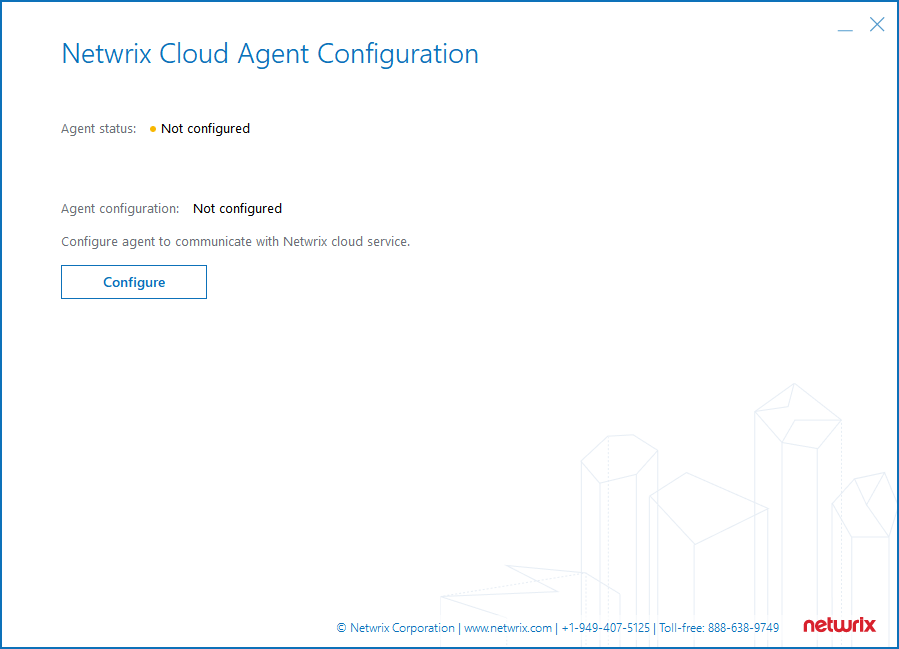 Netwrix Cloud Agent Configuration
Agent status: Not configured
Agent configuration: Not configured
Configure agent to communicate with Netwrix cloud service.
Configure
© Netwrix Corporation | www.netwrix.com | +1-949-407-5125 | Toll-free: 888-638-9749
netwrix